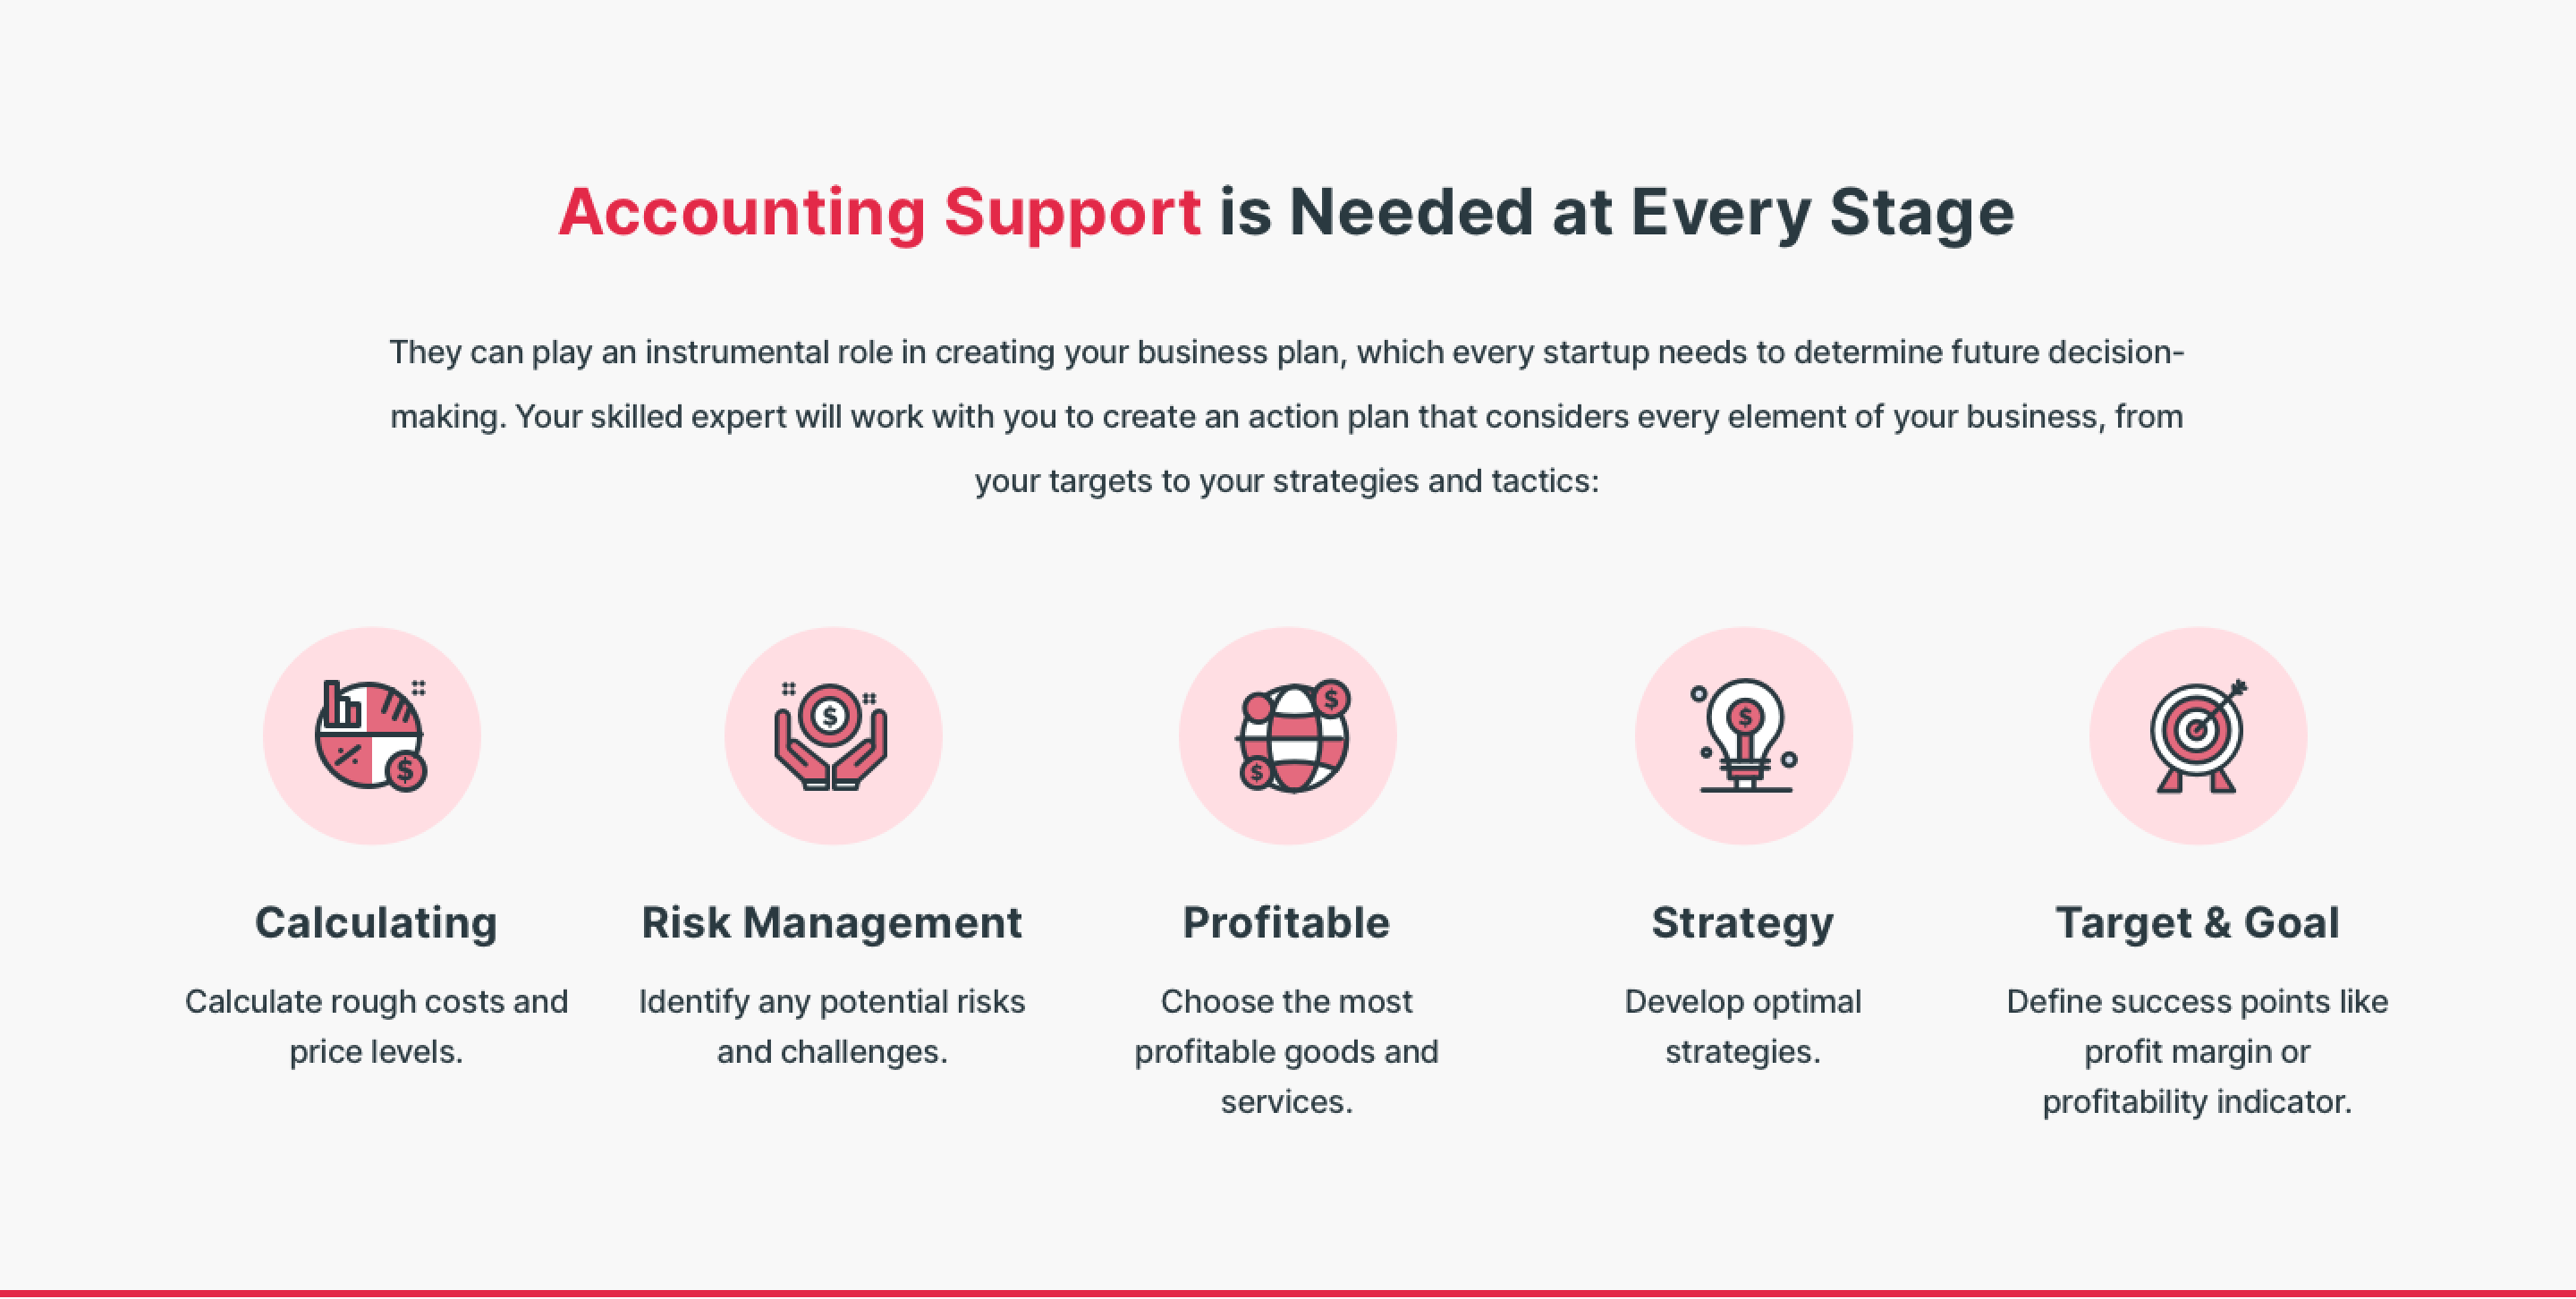 Accounting Support is Needed at Every Stage
They can play an instrumental role in creating your business plan, which every startup needs to determine future decision-
making. Your skilled expert will work with you to create an action plan that considers every element of your business, from
your targets to your strategies and tactics:
$
%
$
$
$
$
Calculating
Calculate rough costs and
price levels.
Risk Management
Identify any potential risks
and challenges.
Profitable
Choose the most
profitable goods and
services.
Strategy
Develop optimal
strategies.
Target & Goal
Define success points like
profit margin or
profitability indicator.